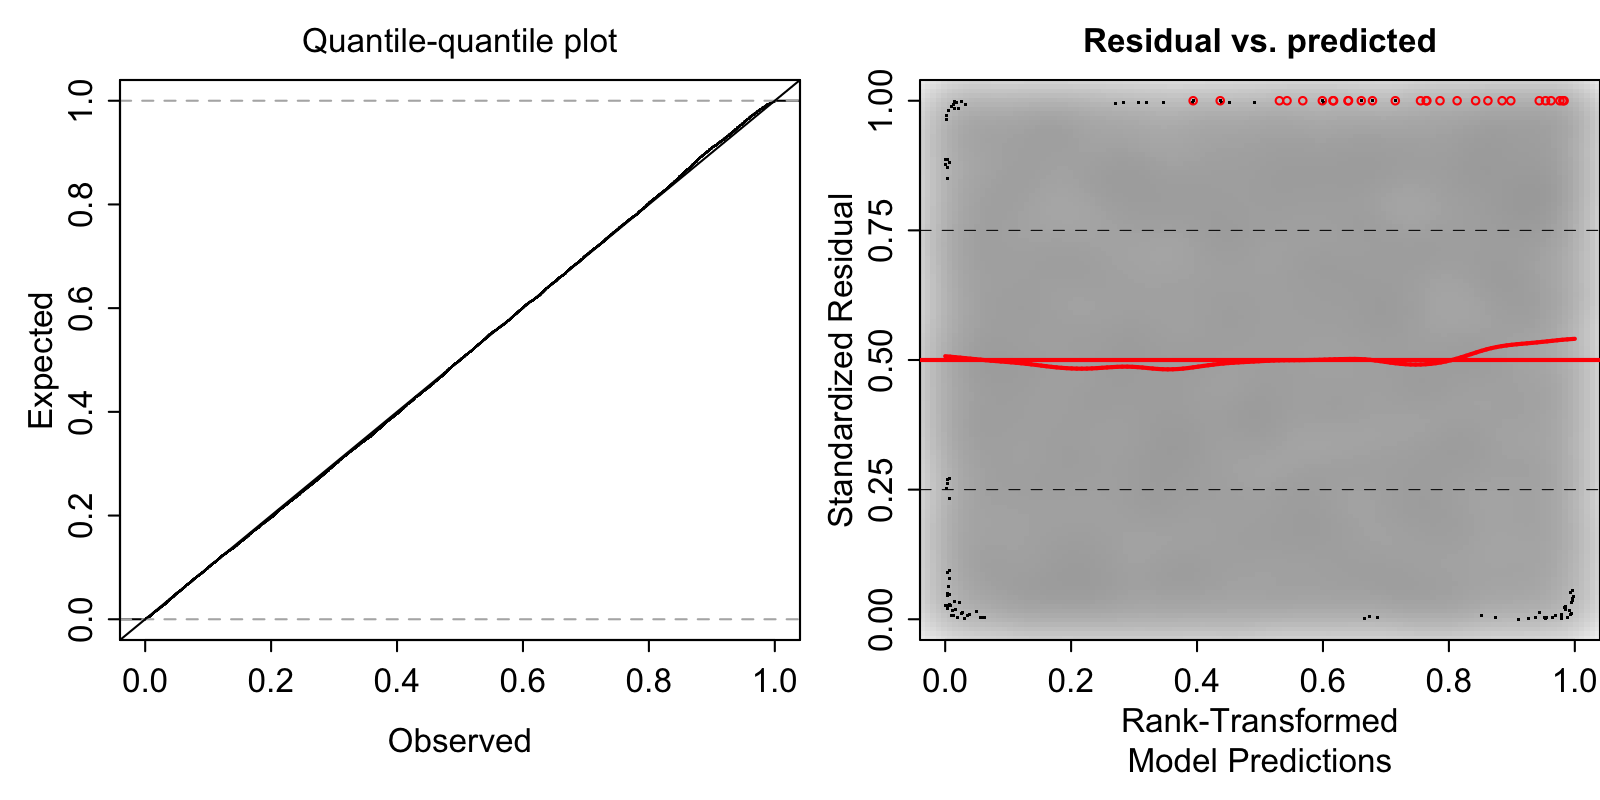 Quantile-quantile plot
Expected
1.0
0.8
0.6
0.4
0.2
0.0
0.0 0.2 0.4 0.6 0.8 1.0
Observed
Residual vs. predicted
Standardized Residual
1.00
0.75
0.50
0.25
0.00
0.0 0.2 0.4 0.6 0.8 1.0
Rank-Transformed
Model Predictions